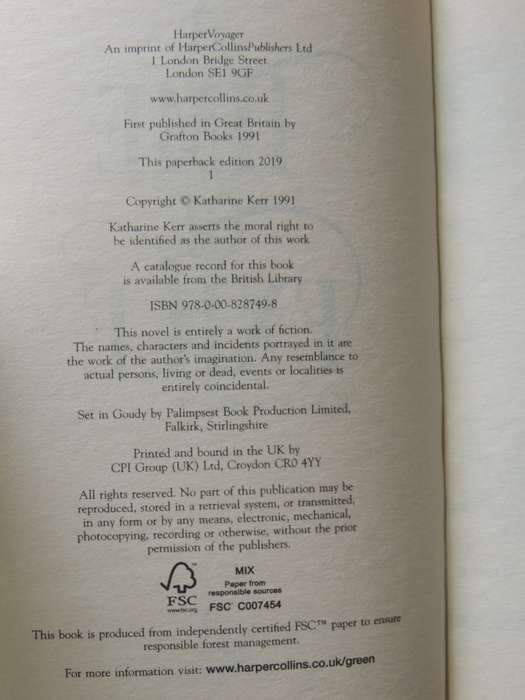 HarperVoyager
An imprint of HarperCollinsPublishers Ltd
1 London Bridge Street
London SE1 9GF
www.harpercollins.co.uk
First published in Great Britain by
Grafton Books 1991
This paperback edition 2019
1
Copyright © Katharine Kerr 1991
Katharine Kerr asserts the moral right to
be identified as the author of this work
A catalogue record for this book
is available from the British Library
ISBN 978-0-00-828749-8
This novel is entirely a work of fiction.
The names, characters and incidents portrayed in it are
the work of the author's imagination. Any resemblance to
actual persons, living or dead, events or localities is
entirely coincidental.
Set in Goudy by Palimpsest Book Production Limited,
Falkirk, Stirlingshire
Printed and bound in the UK by
CPI Group (UK) Ltd, Croydon CR0 4YY
All rights reserved. No part of this publication may be
reproduced, stored in a retrieval system, or transmitted,
in any form or by any means, electronic, mechanical,
photocopying, recording or otherwise, without the prior
permission of the publishers.
FSC
www.fsc.org
MIX
Paper from
responsible sources
FSC® C007454
This book is produced from independently certified FSC™ paper to ensure
responsible forest management.
For more information visit: www.harpercollins.co.uk/green